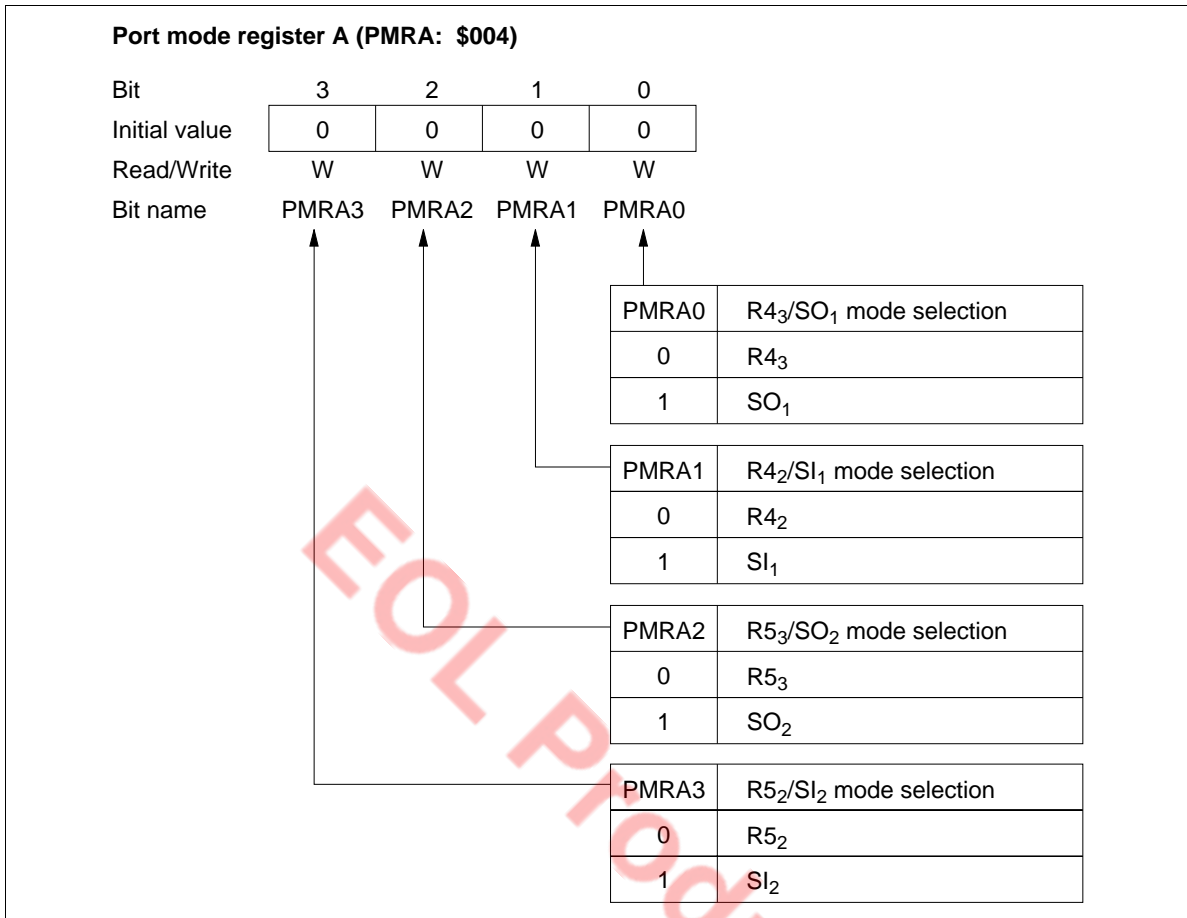 Port mode register A (PMRA: $004)
Bit 3 2 1 0
Initial value 0 0 0 0
Read/Write W W W W
Bit name PMRA3 PMRA2 PMRA1 PMRA0
PMRA0 R4₃/SO₁ mode selection
0 R4₃
1 SO₁
PMRA1 R4₂/SI₁ mode selection
0 R4₂
1 SI₁
PMRA2 R5₃/SO₂ mode selection
0 R5₃
1 SO₂
PMRA3 R5₂/SI₂ mode selection
0 R5₂
1 SI₂
EOL